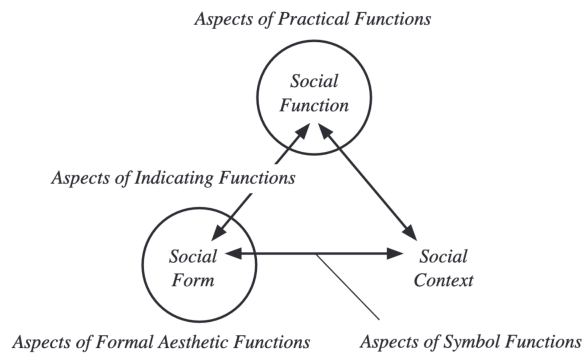 Aspects of Practical Functions
Social
Function
Aspects of Indicating Functions
Social
Form
Social
Context
Aspects of Formal Aesthetic Functions
Aspects of Symbol Functions